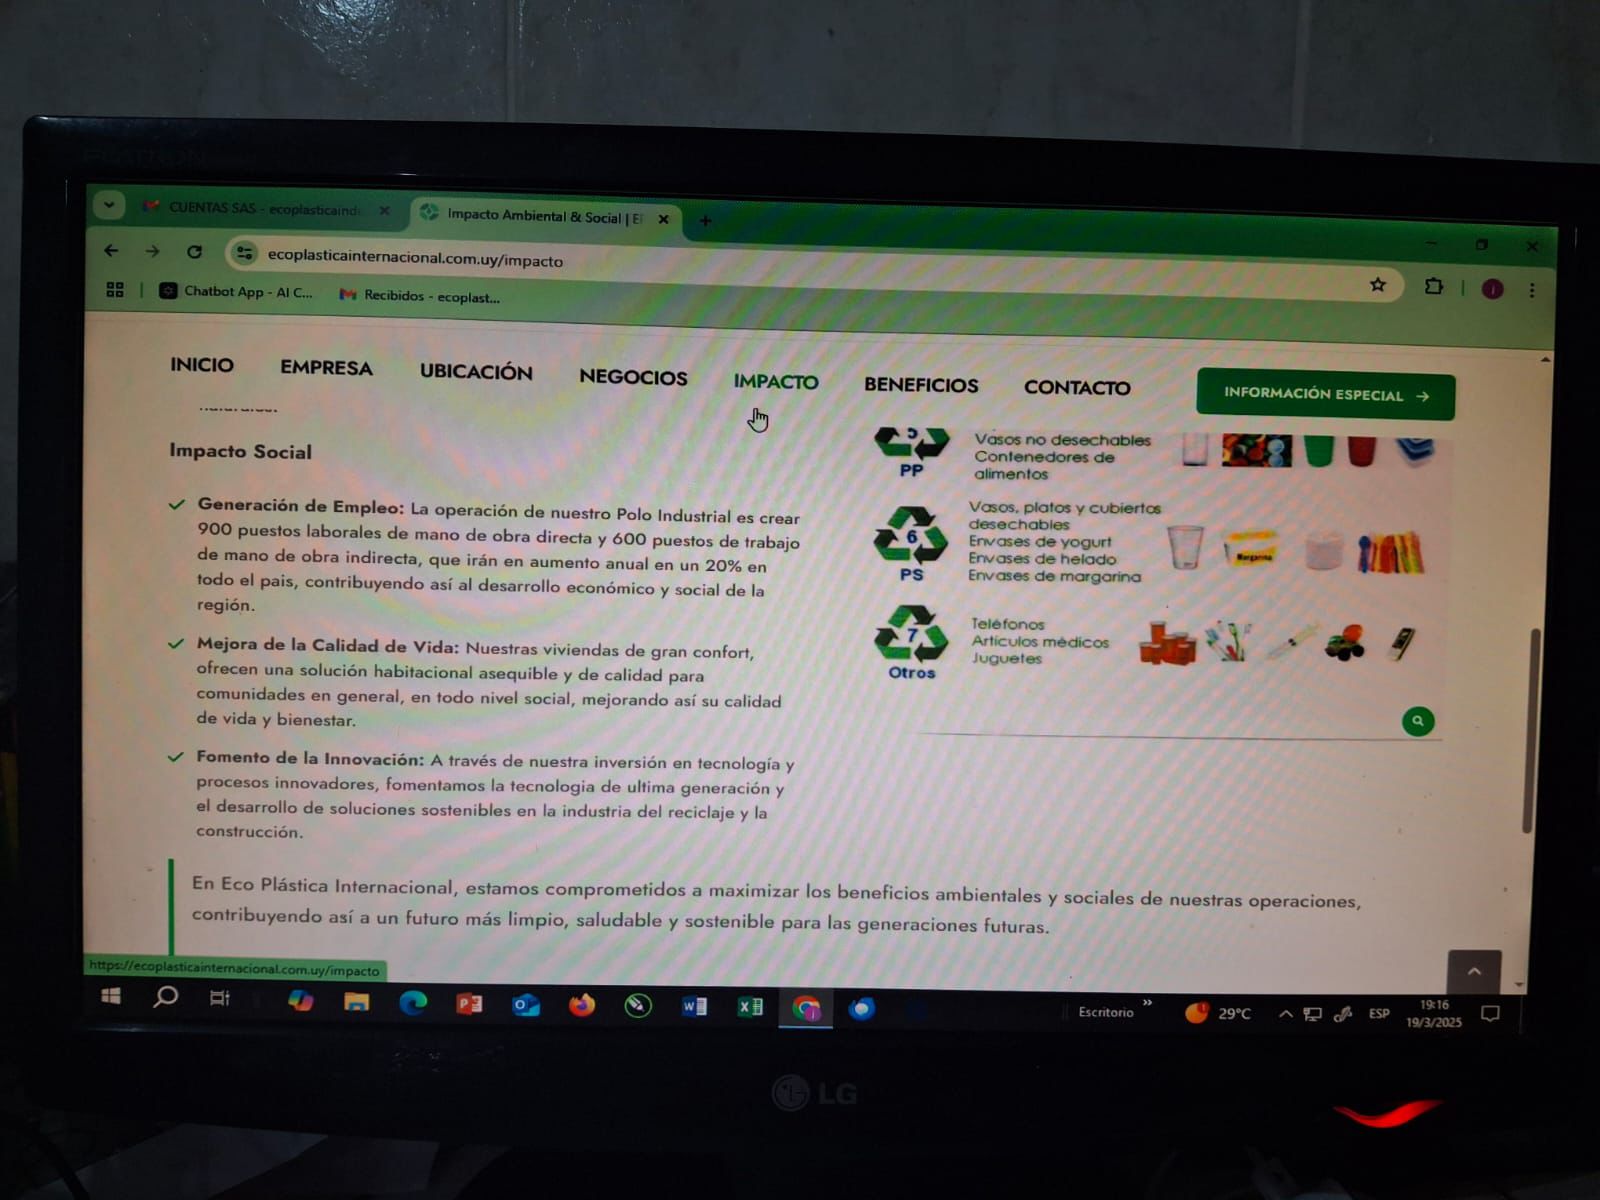 CUENTAS SAS - ecoplasticaind
Impacto Ambiental & Social | E
ecoplasticainternacional.com.uy/impacto
Chatbot App - AI C...
Recibidos - ecoplast...
INICIO
EMPRESA
UBICACIÓN
NEGOCIOS
IMPACTO
BENEFICIOS
CONTACTO
INFORMACIÓN ESPECIAL →
Impacto Social
Generación de Empleo: La operación de nuestro Polo Industrial es crear
900 puestos laborales de mano de obra directa y 600 puestos de trabajo
de mano de obra indirecta, que irán en aumento anual en un 20% en
todo el pais, contribuyendo así al desarrollo económico y social de la
región.
Mejora de la Calidad de Vida: Nuestras viviendas de gran confort,
ofrecen una solución habitacional asequible y de calidad para
comunidades en general, en todo nivel social, mejorando así su calidad
de vida y bienestar.
Fomento de la Innovación: A través de nuestra inversión en tecnología y
procesos innovadores, fomentamos la tecnologia de ultima generación y
el desarrollo de soluciones sostenibles en la industria del reciclaje y la
construcción.
5
PP
Vasos no desechables
Contenedores de
alimentos
6
PS
Vasos, platos y cubiertos
desechables
Envases de yogurt
Envases de helado
Envases de margarina
Margarina
7
Otros
Teléfonos
Artículos médicos
Juguetes
En Eco Plástica Internacional, estamos comprometidos a maximizar los beneficios ambientales y sociales de nuestras operaciones,
contribuyendo así a un futuro más limpio, saludable y sostenible para las generaciones futuras.
https://ecoplasticainternacional.com.uy/impacto
Escritorio
29°C
ESP
19:16
19/3/2025
LG